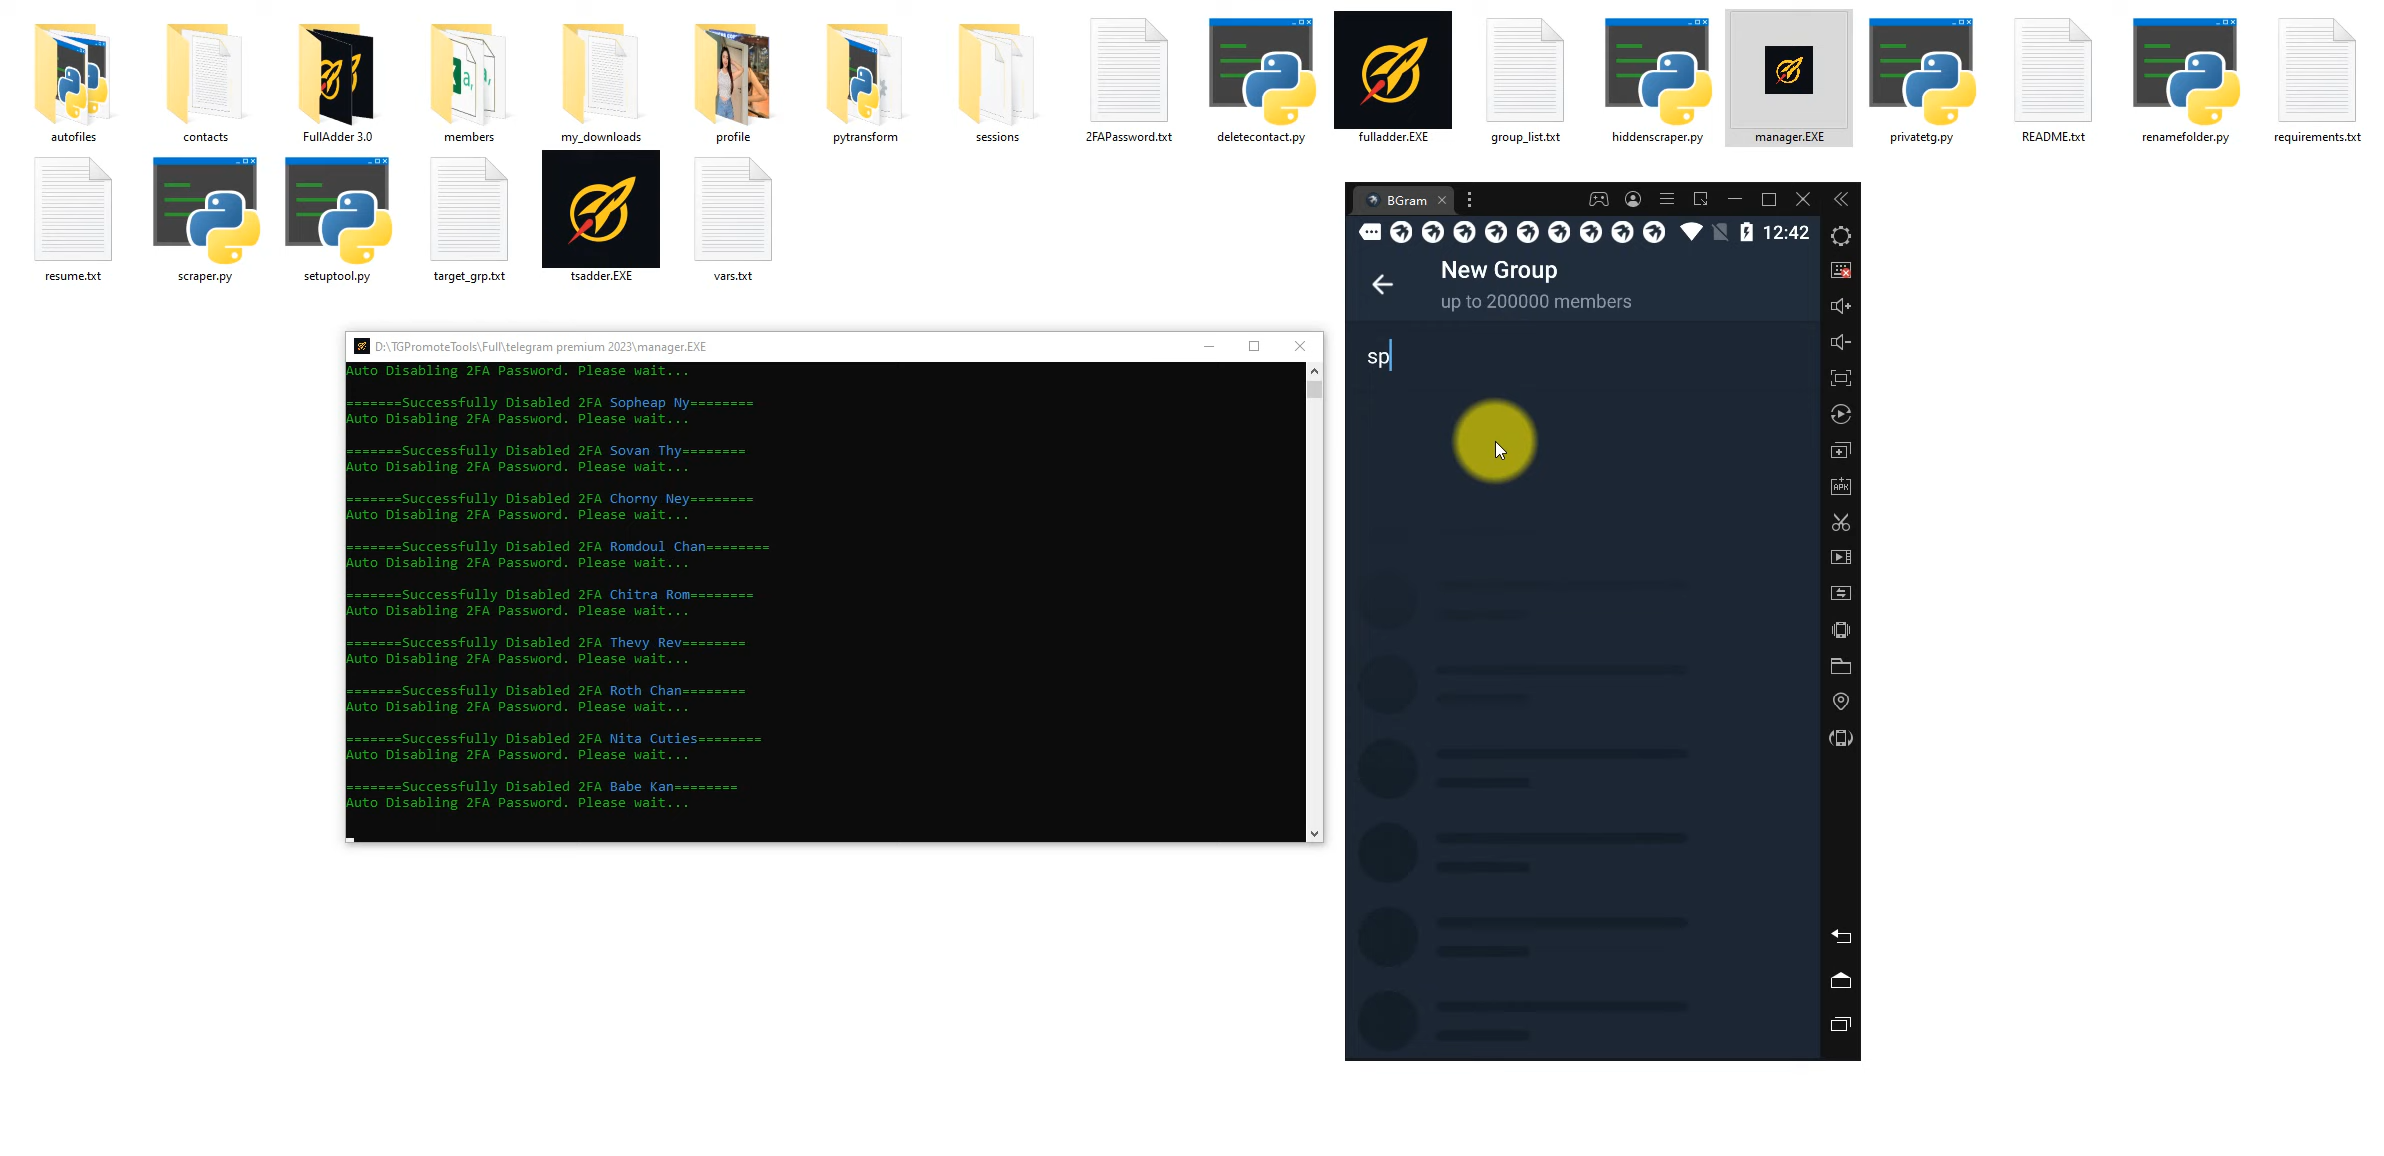 autofiles
contacts
FullAdder 3.0
members
my_downloads
profile
pytransform
sessions
2FAPassword.txt
deletecontact.py
fulladder.EXE
group_list.txt
hiddenscraper.py
manager.EXE
privatetg.py
README.txt
renamefolder.py
requirements.txt
resume.txt
scraper.py
setuptool.py
target_grp.txt
tsadder.EXE
vars.txt
D:\TGPromoteTools\Full\telegram premium 2023\manager.EXE
Auto Disabling 2FA Password. Please wait...
=======Successfully Disabled 2FA Sopheap Ny========
Auto Disabling 2FA Password. Please wait...
=======Successfully Disabled 2FA Sovan Thy========
Auto Disabling 2FA Password. Please wait...
=======Successfully Disabled 2FA Chorny Ney========
Auto Disabling 2FA Password. Please wait...
=======Successfully Disabled 2FA Romdoul Chan========
Auto Disabling 2FA Password. Please wait...
=======Successfully Disabled 2FA Chitra Rom========
Auto Disabling 2FA Password. Please wait...
=======Successfully Disabled 2FA Thevy Rev========
Auto Disabling 2FA Password. Please wait...
=======Successfully Disabled 2FA Roth Chan========
Auto Disabling 2FA Password. Please wait...
=======Successfully Disabled 2FA Nita Cuties========
Auto Disabling 2FA Password. Please wait...
=======Successfully Disabled 2FA Babe Kan========
Auto Disabling 2FA Password. Please wait...
BGram
12:42
New Group
up to 200000 members
sp
APK